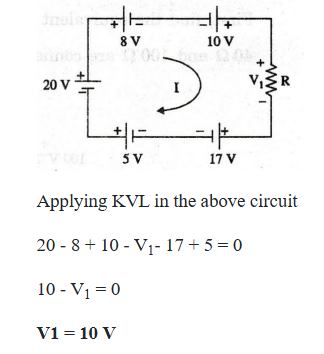 8 V
10 V
20 V
I
V₁
R
5 V
17 V
Applying KVL in the above circuit
20 - 8 + 10 - V₁- 17 + 5 = 0
10 - V₁ = 0
V1 = 10 V